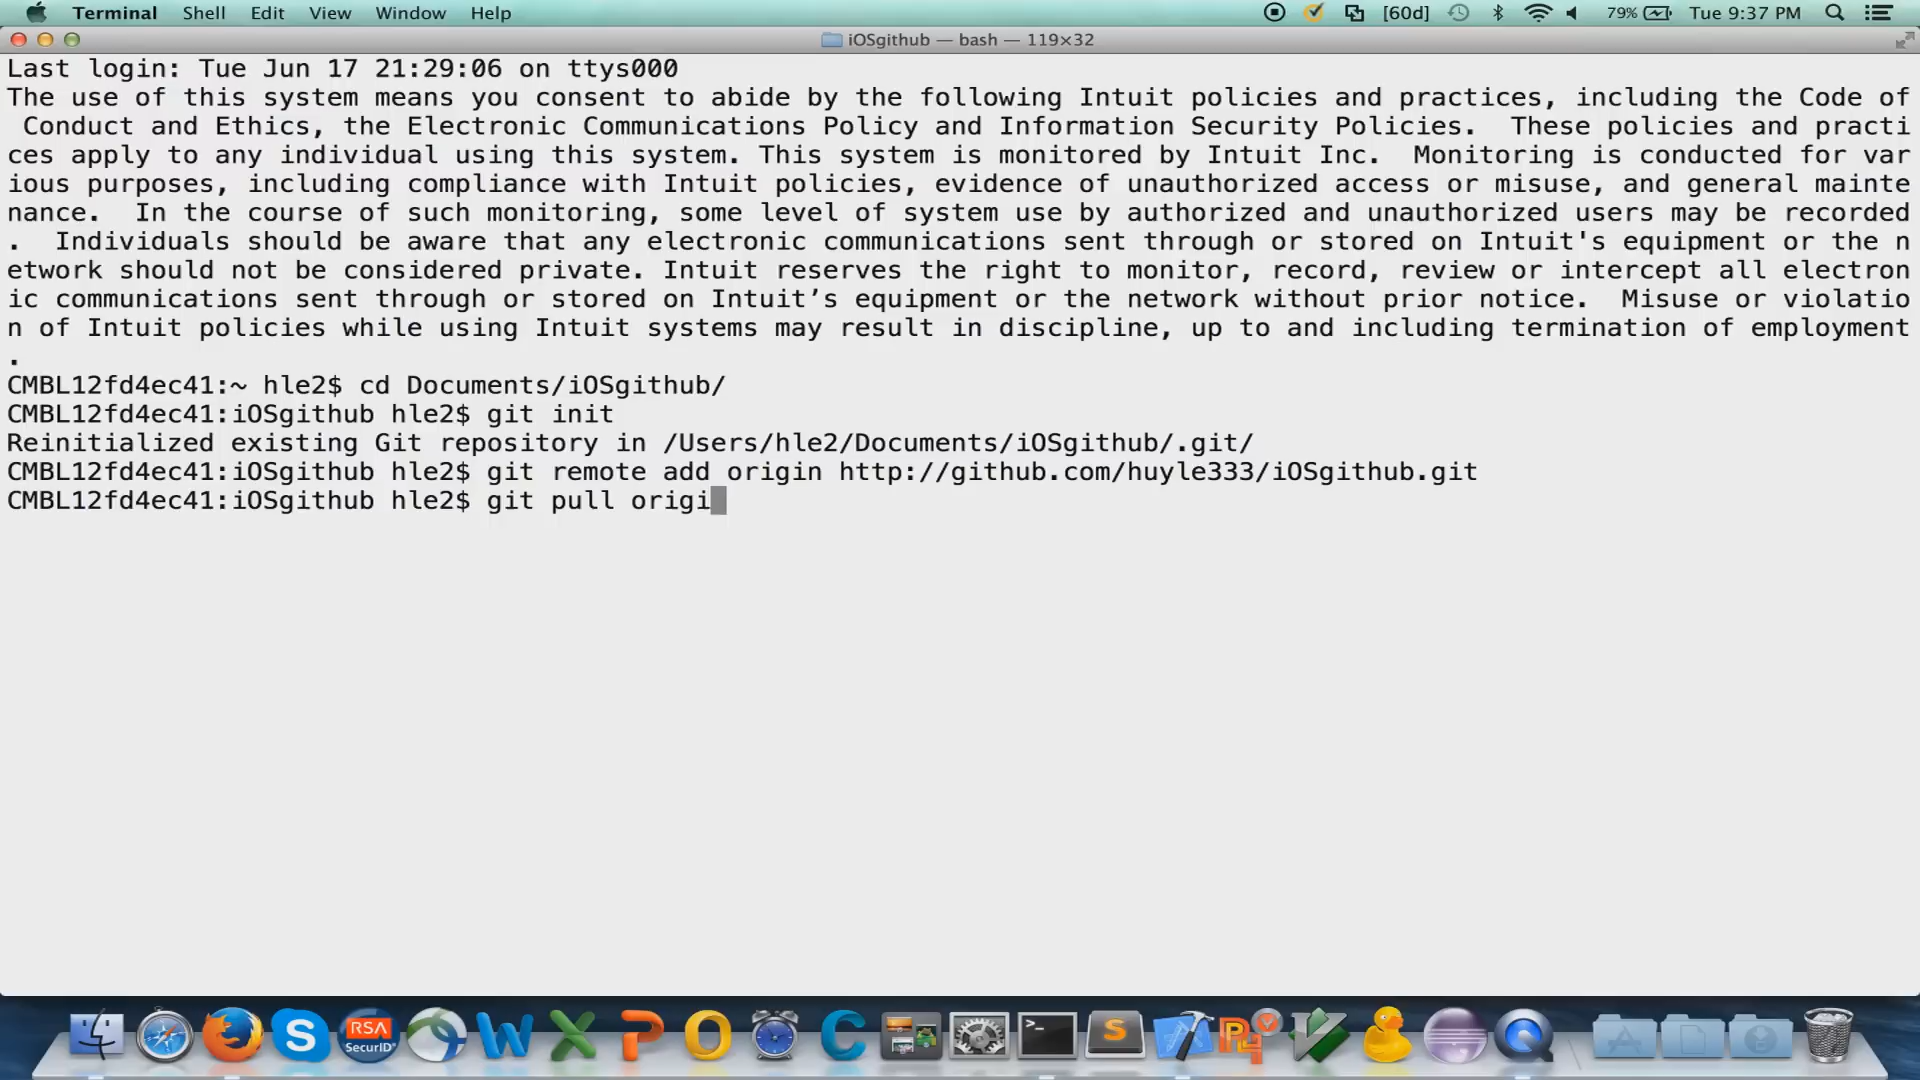 Terminal Shell Edit View Window Help [60d] 79% Tue 9:37 PM
iOSgithub — bash — 119×32
Last login: Tue Jun 17 21:29:06 on ttys000
The use of this system means you consent to abide by the following Intuit policies and practices, including the Code of
 Conduct and Ethics, the Electronic Communications Policy and Information Security Policies.  These policies and practi
ces apply to any individual using this system. This system is monitored by Intuit Inc.  Monitoring is conducted for var
ious purposes, including compliance with Intuit policies, evidence of unauthorized access or misuse, and general mainte
nance.  In the course of such monitoring, some level of system use by authorized and unauthorized users may be recorded
.  Individuals should be aware that any electronic communications sent through or stored on Intuit's equipment or the n
etwork should not be considered private. Intuit reserves the right to monitor, record, review or intercept all electron
ic communications sent through or stored on Intuit’s equipment or the network without prior notice.  Misuse or violatio
n of Intuit policies while using Intuit systems may result in discipline, up to and including termination of employment
.
CMBL12fd4ec41:~ hle2$ cd Documents/iOSgithub/
CMBL12fd4ec41:iOSgithub hle2$ git init
Reinitialized existing Git repository in /Users/hle2/Documents/iOSgithub/.git/
CMBL12fd4ec41:iOSgithub hle2$ git remote add origin http://github.com/huyle333/iOSgithub.git
CMBL12fd4ec41:iOSgithub hle2$ git pull origi
RSA
SecurID